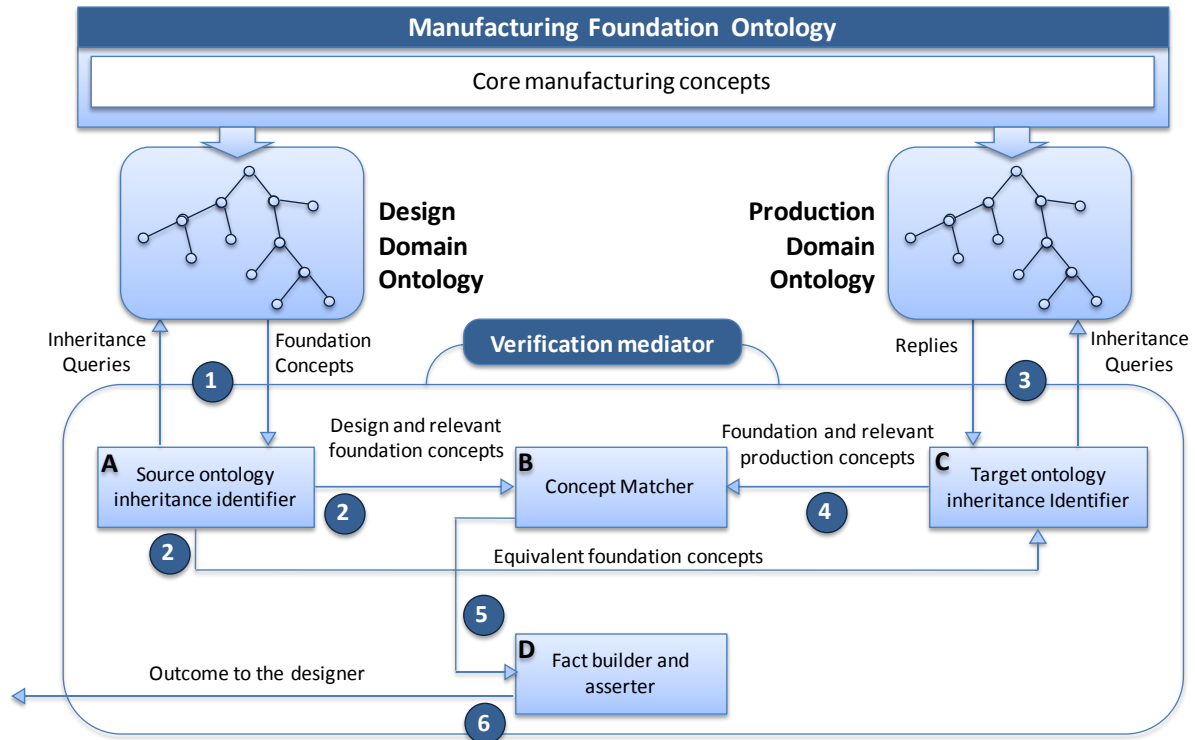 Manufacturing Foundation Ontology
Core manufacturing concepts
Design
Domain
Ontology
Production
Domain
Ontology
Inheritance
Queries
Foundation
Concepts
Verification mediator
Replies
Inheritance
Queries
1
3
Design and relevant
foundation concepts
Foundation and relevant
production concepts
A
Source ontology
inheritance identifier
B
Concept Matcher
C
Target ontology
inheritance Identifier
2
4
2
Equivalent foundation concepts
5
D
Fact builder and
asserter
Outcome to the designer
6